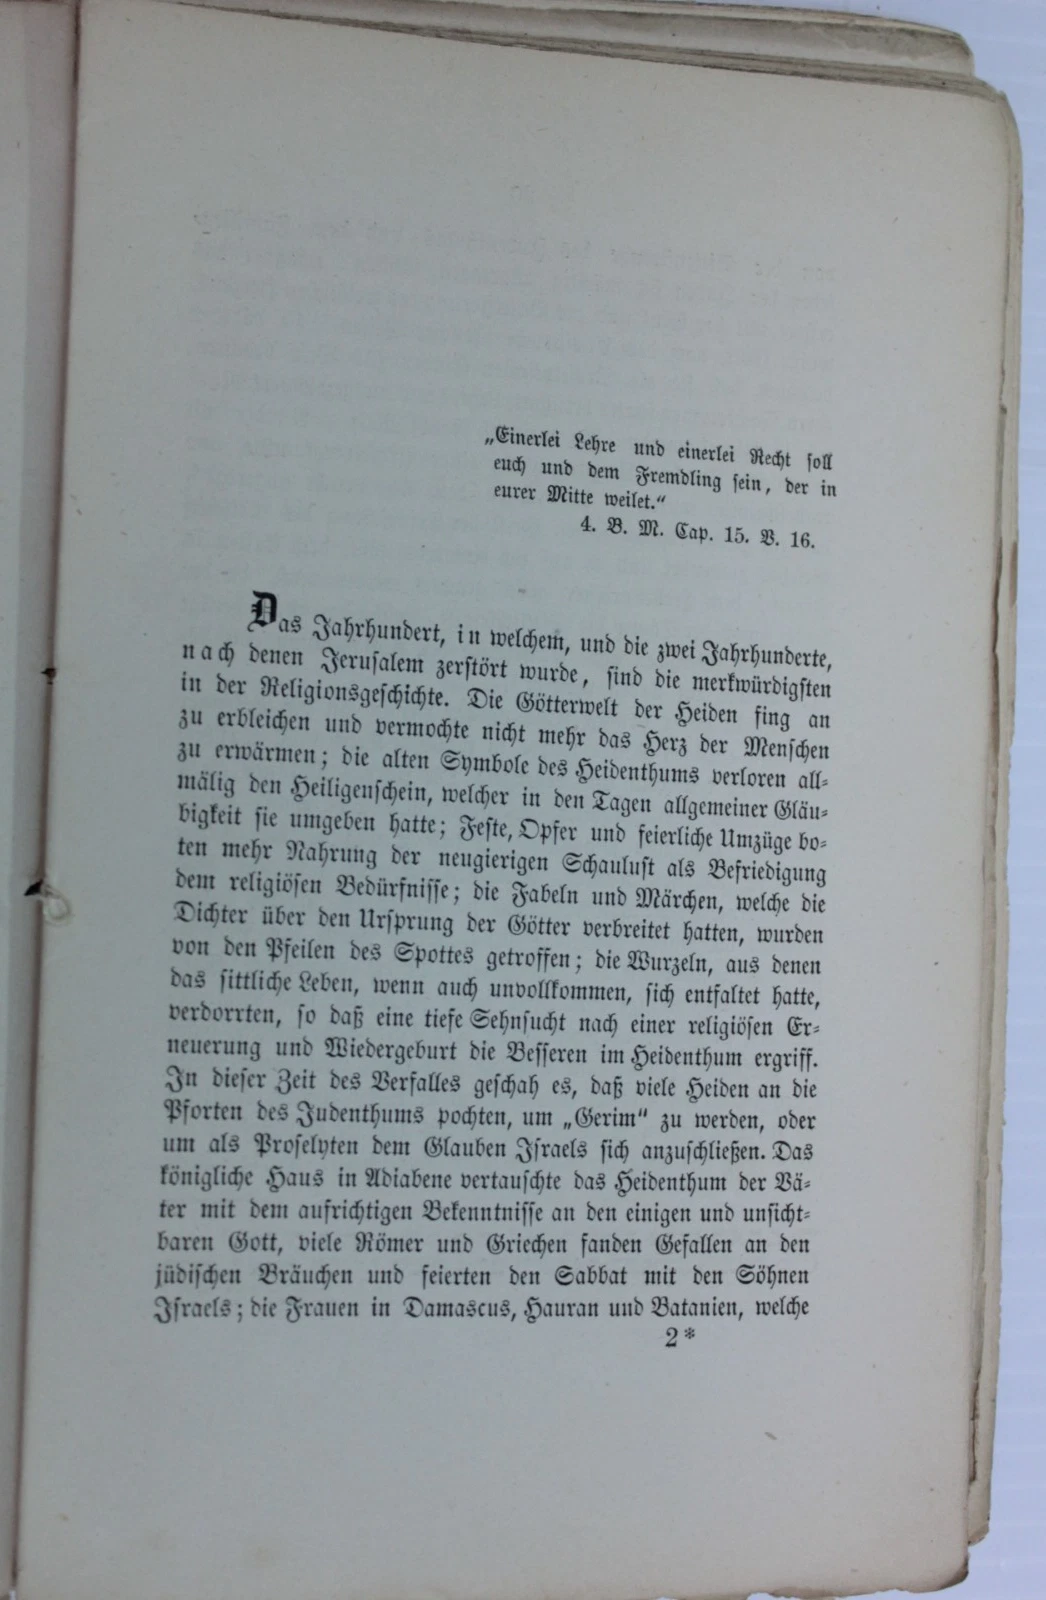 „Einerlei Lehre und einerlei Recht soll
euch und dem Fremdling sein, der in
eurer Mitte weilet.“
4. B. M. Cap. 15. V. 16.
Das Jahrhundert, in welchem, und die zwei Jahrhunderte,
nach denen Jerusalem zerstört wurde, sind die merkwürdigsten
in der Religionsgeschichte. Die Götterwelt der Heiden fing an
zu erbleichen und vermochte nicht mehr das Herz der Menschen
zu erwärmen; die alten Symbole des Heidenthums verloren all-
mälig den Heiligenschein, welcher in den Tagen allgemeiner Gläu-
bigkeit sie umgeben hatte; Feste, Opfer und feierliche Umzüge bo-
ten mehr Nahrung der neugierigen Schaulust als Befriedigung
dem religiösen Bedürfnisse; die Fabeln und Märchen, welche die
Dichter über den Ursprung der Götter verbreitet hatten, wurden
von den Pfeilen des Spottes getroffen; die Wurzeln, aus denen
das sittliche Leben, wenn auch unvollkommen, sich entfaltet hatte,
verdorrten, so daß eine tiefe Sehnsucht nach einer religiösen Er-
neuerung und Wiedergeburt die Besseren im Heidenthum ergriff.
In dieser Zeit des Verfalles geschah es, daß viele Heiden an die
Pforten des Judenthums pochten, um „Gerim“ zu werden, oder
um als Proselyten dem Glauben Israels sich anzuschließen. Das
königliche Haus in Adiabene vertauschte das Heidenthum der Vä-
ter mit dem aufrichtigen Bekenntnisse an den einigen und unsicht-
baren Gott, viele Römer und Griechen fanden Gefallen an den
jüdischen Bräuchen und feierten den Sabbat mit den Söhnen
Israels; die Frauen in Damascus, Hauran und Batanien, welche
2*